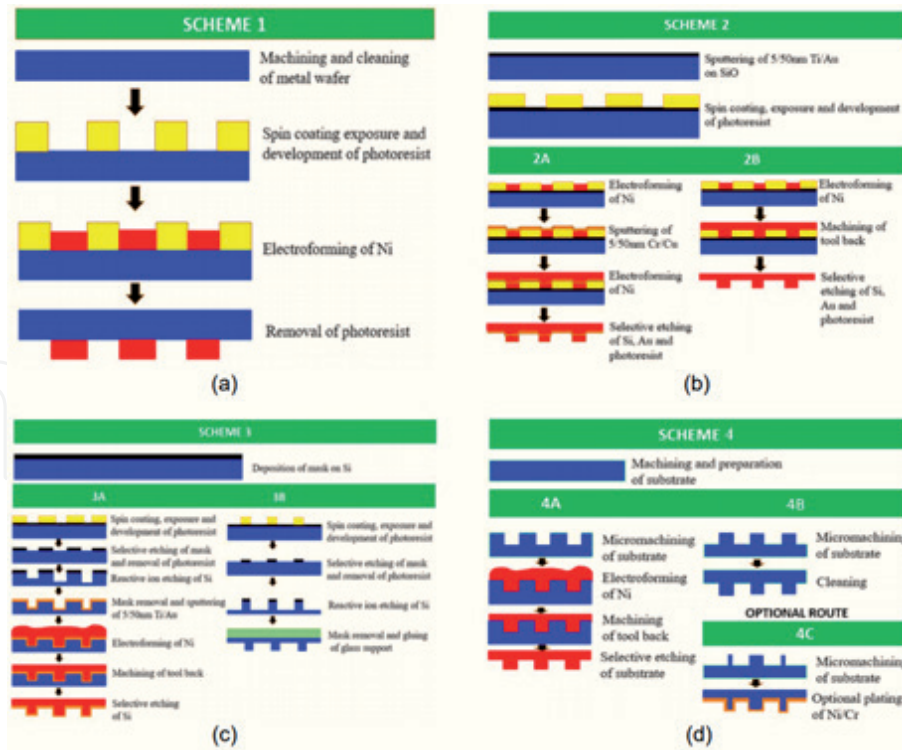 SCHEME 1
Machining and cleaning
of metal wafer
Spin coating exposure and
development of photoresist
Electroforming of Ni
Removal of photoresist
(a)
SCHEME 2
Sputtering of 5/50nm Ti/Au
on SiO
Spin coating, exposure and development
of photoresist
2A
Electroforming
of Ni
Sputtering of
5/50nm Cr/Cu
Electroforming
of Ni
Selective etching
of Si, Au and
photoresist
2B
Electroforming
of Ni
Machining of
tool back
Selective
etching of Si,
Au and
photoresist
(b)
SCHEME 3
Deposition of mask on Si
3A
Spin coating, exposure and
development of photoresist
Selective etching of mask
and removal of photoresist
Reactive ion etching of Si
Mask removal and sputtering
of 5/50nm Ti/Au
Electroforming of Ni
Machining of tool back
Selective etching
of Si
3B
Spin coating, exposure and
development of photoresist
Selective etching of mask
and removal of photoresist
Reactive ion etching of Si
Mask removal and gluing
of glass support
(c)
SCHEME 4
Machining and preparation
of substrate
4A
Micromachining
of substrate
Electroforming
of Ni
Machining
of tool back
Selective etching
of substrate
4B
Micromachining
of substrate
Cleaning
OPTIONAL ROUTE
4C
Micromachining
of substrate
Optional plating
of Ni/Cr
(d)